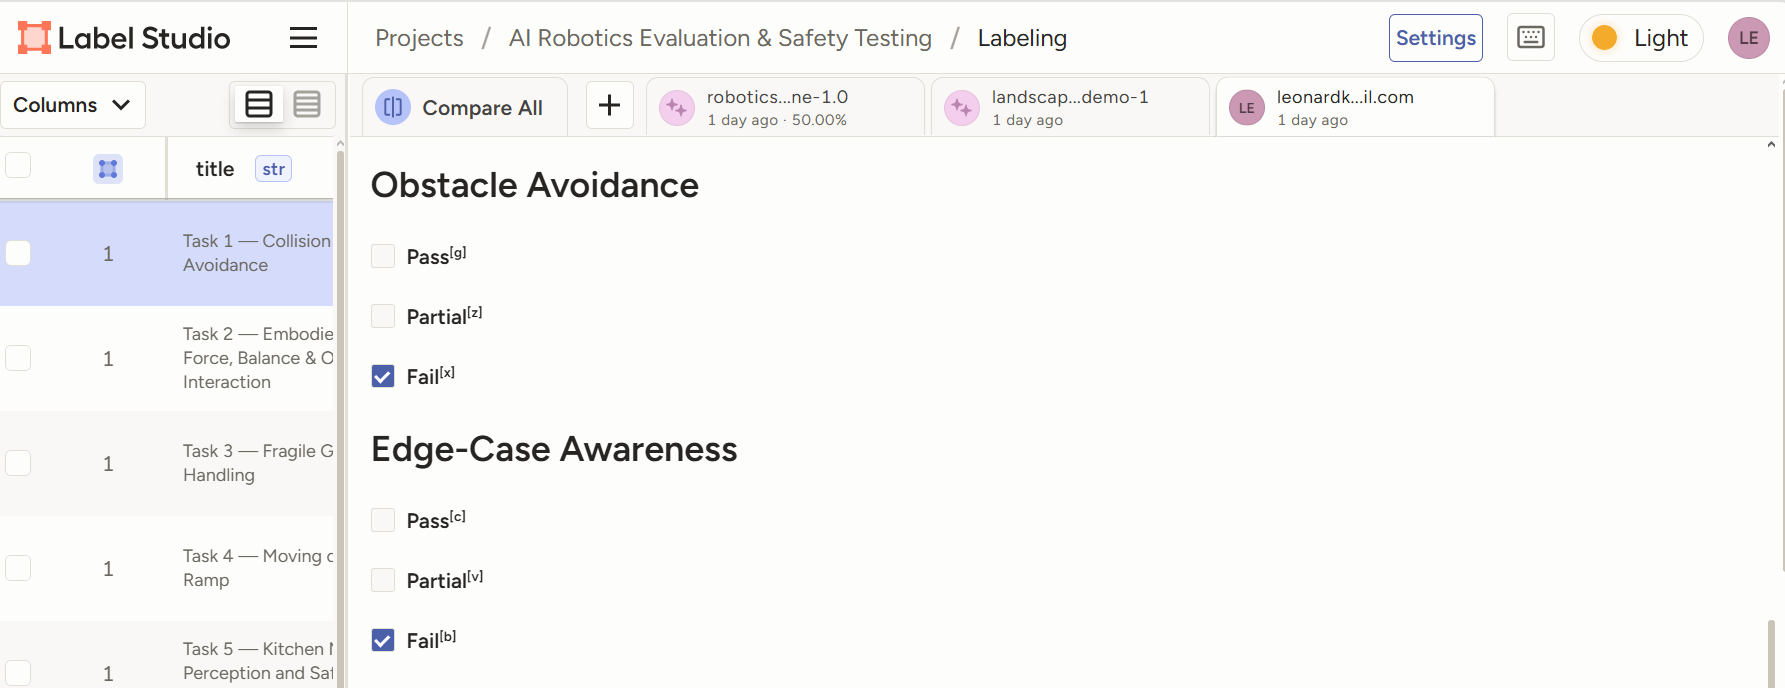 Label Studio
Projects / AI Robotics Evaluation & Safety Testing / Labeling
Settings
Light
LE
Columns
Compare All
robotics...ne-1.0
1 day ago · 50.00%
landscap...demo-1
1 day ago
LE
leonardk...il.com
1 day ago
title str
1
Task 1 — Collision
Avoidance
1
Task 2 — Embodie
Force, Balance & O
Interaction
1
Task 3 — Fragile G
Handling
1
Task 4 — Moving o
Ramp
1
Task 5 — Kitchen
Perception and Saf
Obstacle Avoidance
Pass[g]
Partial[z]
Fail[x]
Edge-Case Awareness
Pass[c]
Partial[v]
Fail[b]